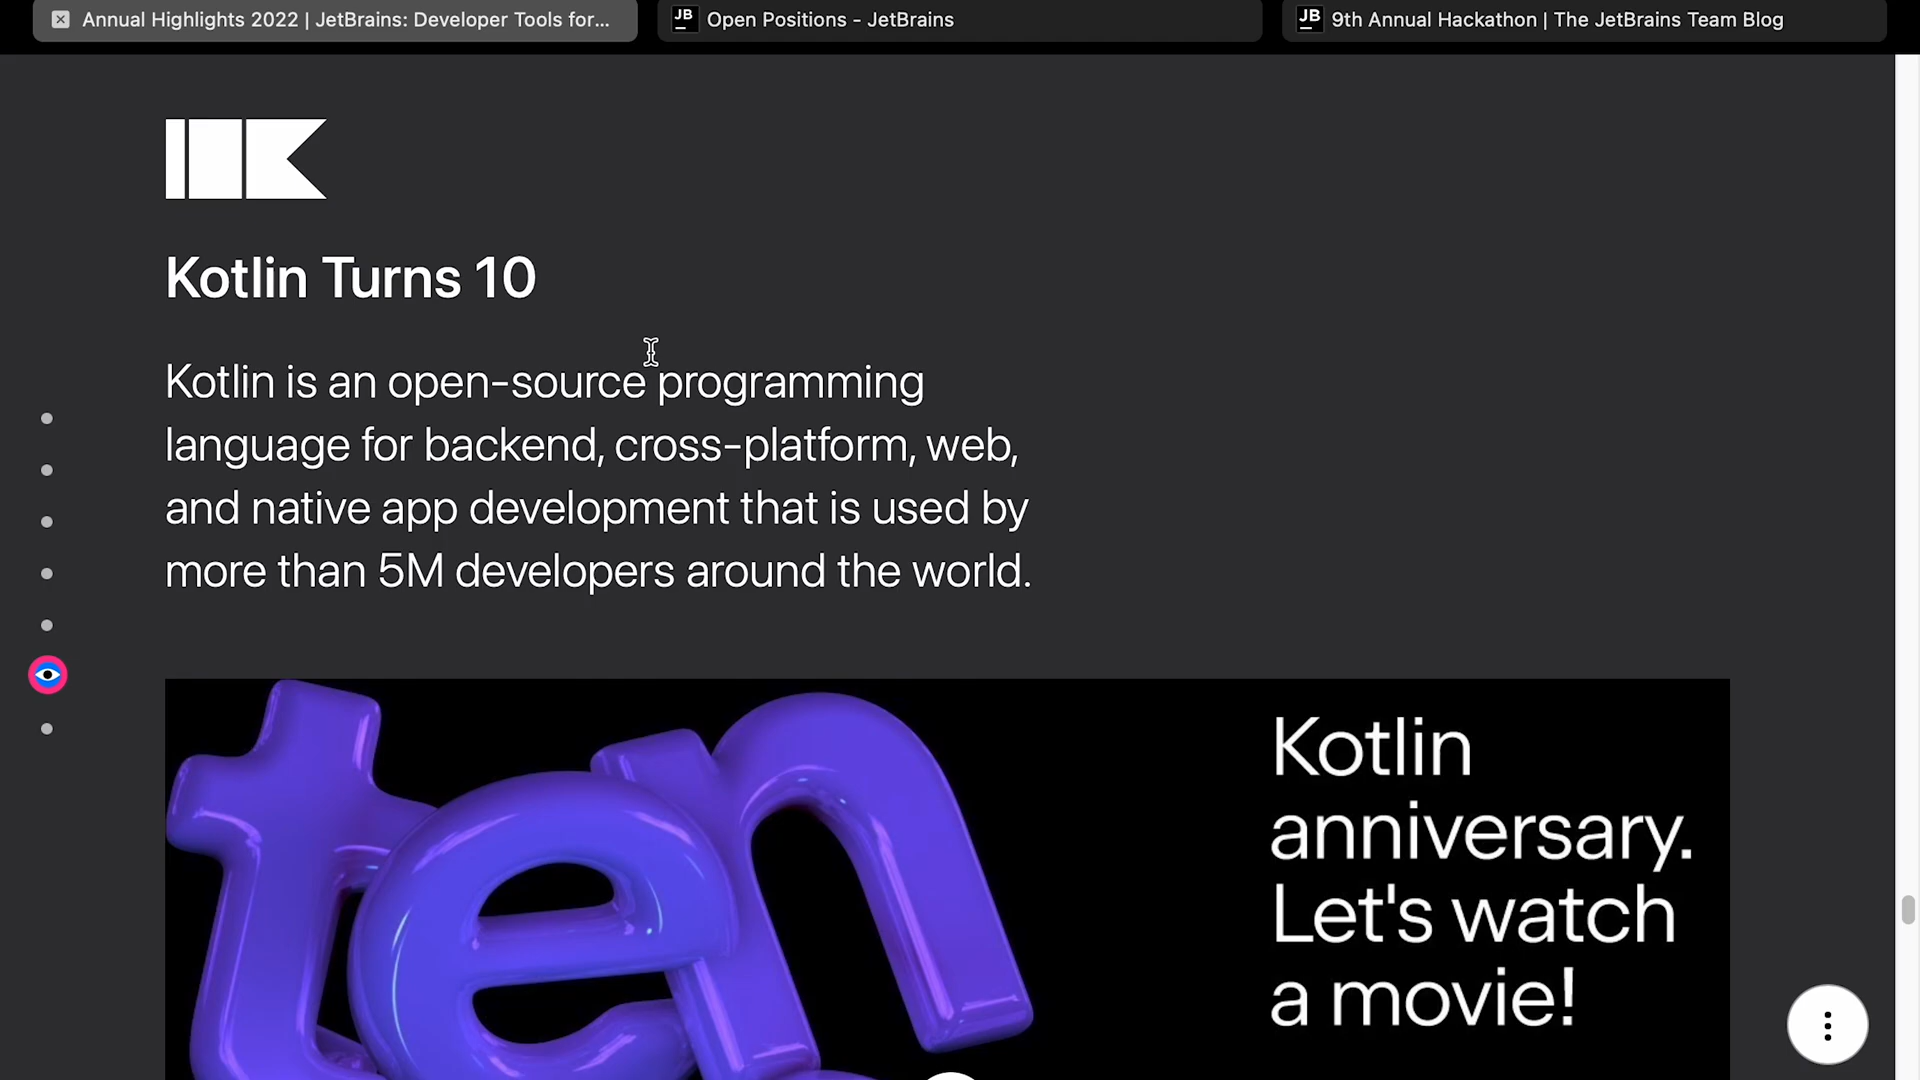 Annual Highlights 2022 | JetBrains: Developer Tools for...
JB Open Positions - JetBrains
JB 9th Annual Hackathon | The JetBrains Team Blog
Kotlin Turns 10
Kotlin is an open-source programming
language for backend, cross-platform, web,
and native app development that is used by
more than 5M developers around the world.
ten
Kotlin
anniversary.
Let's watch
a movie!